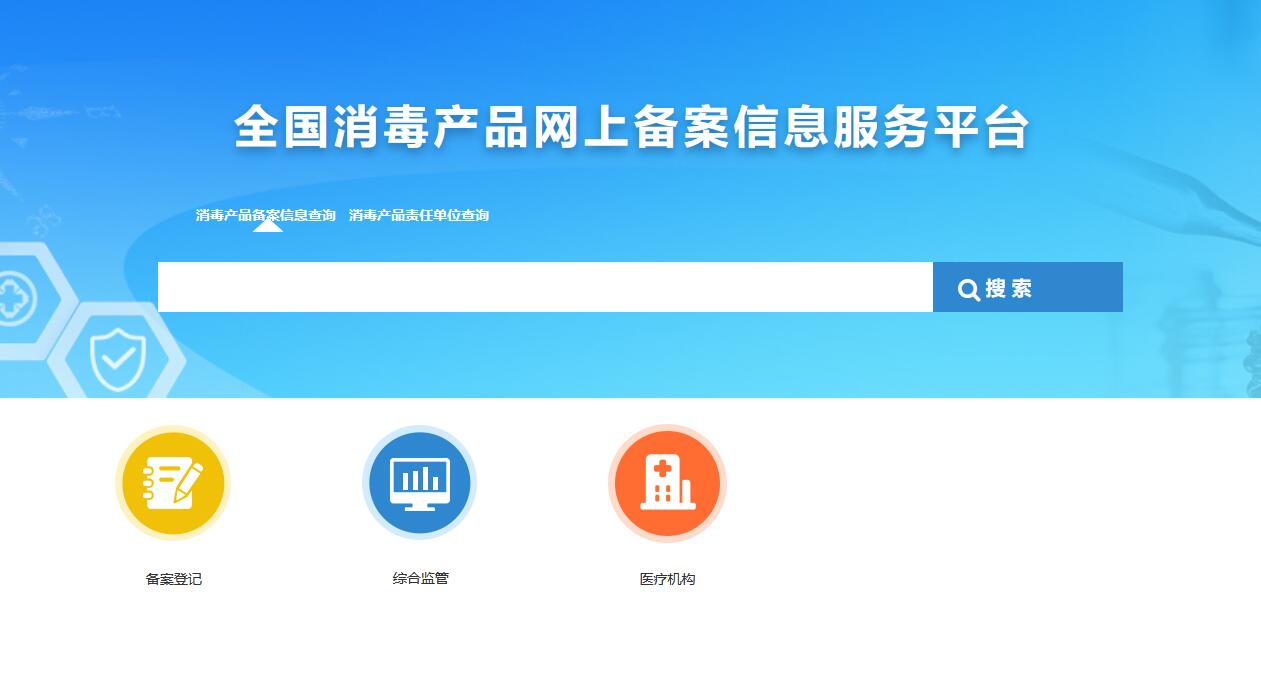 全国消毒产品网上备案信息服务平台
消毒产品备案信息查询 消毒产品责任单位查询
搜索
备案登记 综合监管 医疗机构